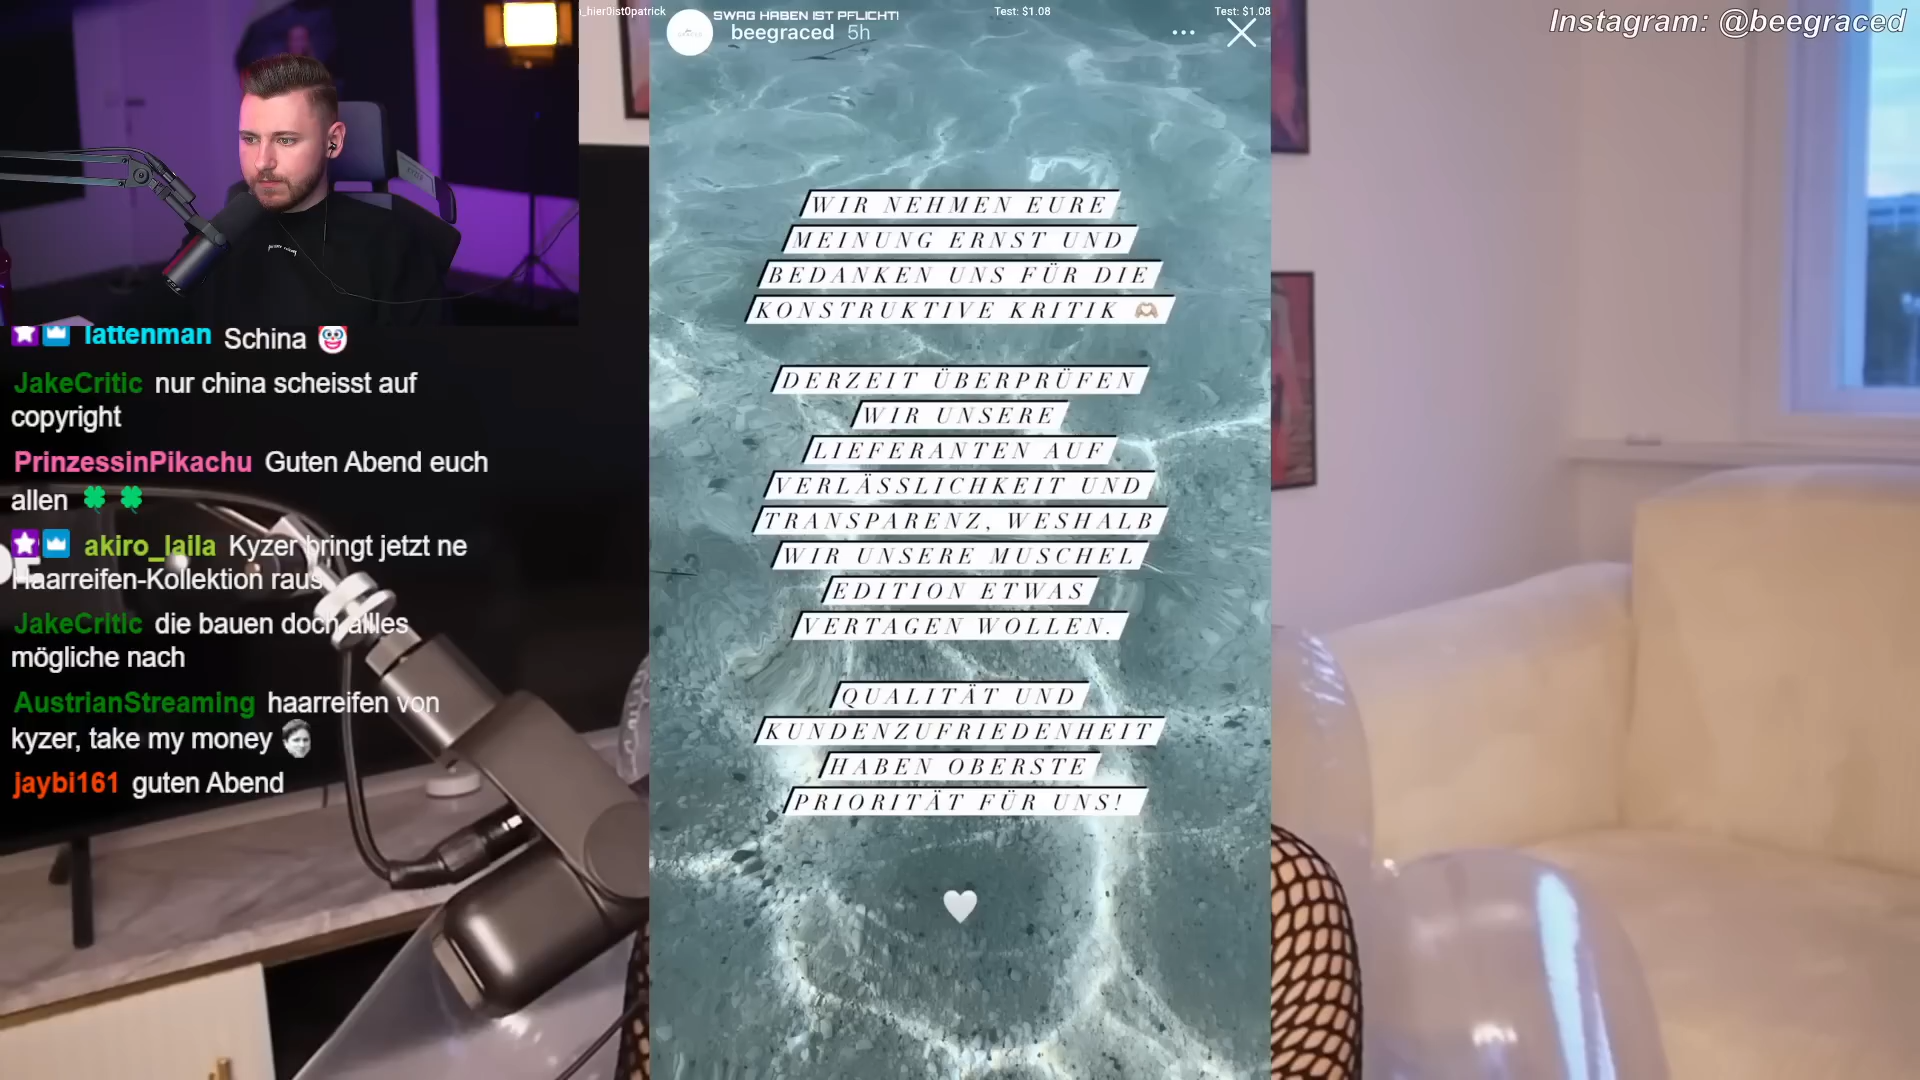 _hier0ist0patrick
SWAG HABEN IST PFLICHT!
Test: $1.08
Test: $1.08
beegraced 5h
Instagram: @beegraced
WIR NEHMEN EURE
MEINUNG ERNST UND
BEDANKEN UNS FÜR DIE
KONSTRUKTIVE KRITIK 🫶🏼
DERZEIT ÜBERPRÜFEN
WIR UNSERE
LIEFERANTEN AUF
VERLÄSSLICHKEIT UND
TRANSPARENZ, WESHALB
WIR UNSERE MUSCHEL
EDITION ETWAS
VERTAGEN WOLLEN.
QUALITÄT UND
KUNDENZUFRIEDENHEIT
HABEN OBERSTE
PRIORITÄT FÜR UNS!
lattenman Schina 🤡
JakeCritic nur china scheisst auf
copyright
PrinzessinPikachu Guten Abend euch
allen 🍀 🍀
akiro_laila Kyzer bringt jetzt ne
Haarreifen-Kollektion raus
JakeCritic die bauen doch allles
mögliche nach
AustrianStreaming haarreifen von
kyzer, take my money
jaybi161 guten Abend